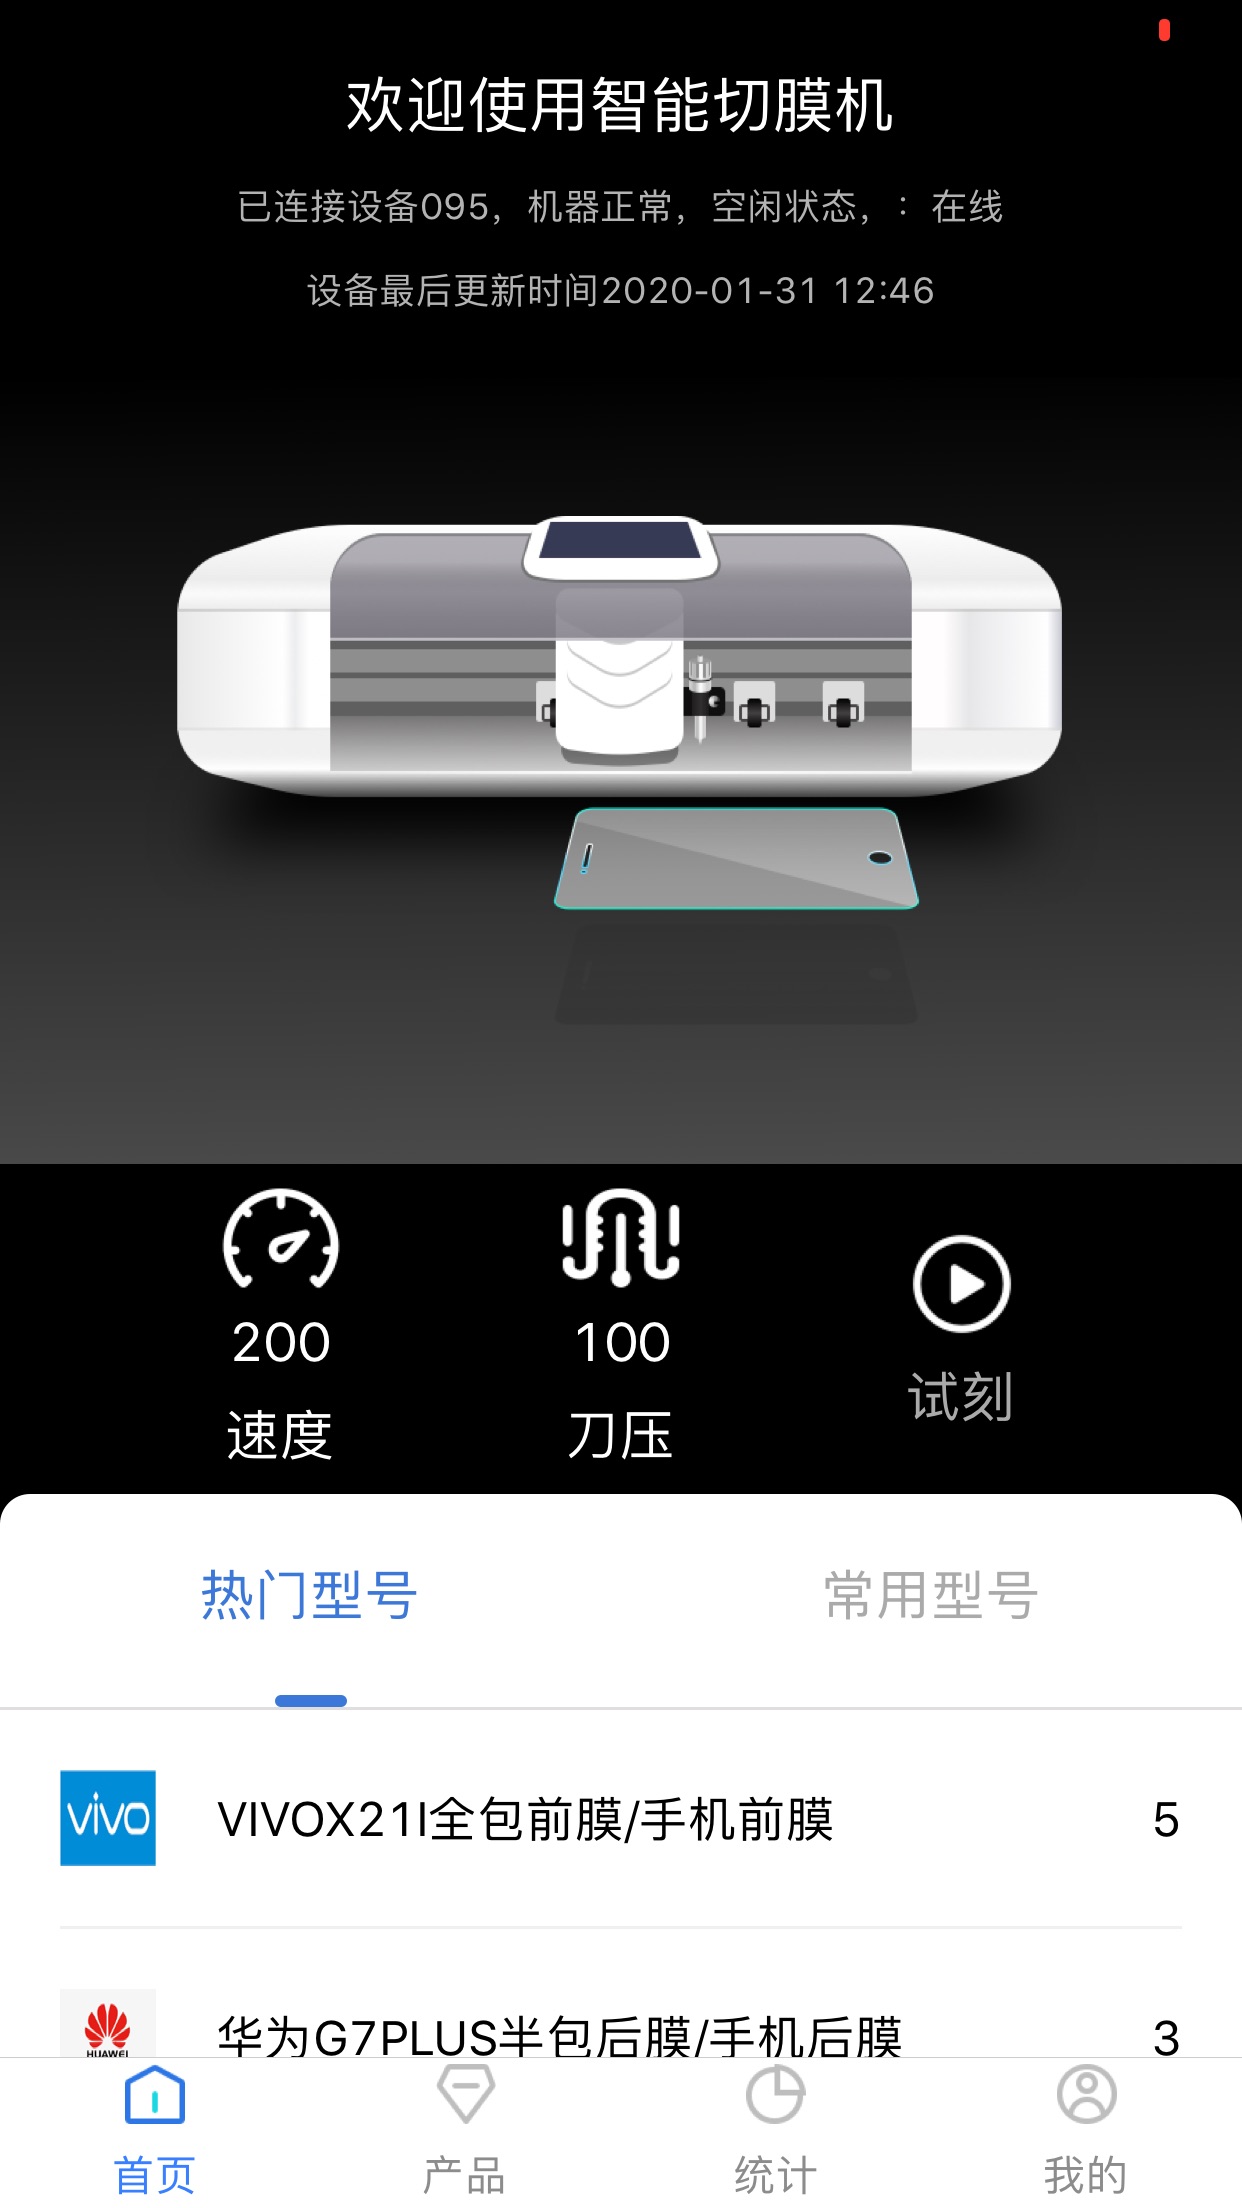 欢迎使用智能切膜机
已连接设备095，机器正常，空闲状态，：在线
设备最后更新时间2020-01-31 12:46
200
速度
100
刀压
试刻
热门型号
常用型号
vivo
VIVOX21I全包前膜/手机前膜
5
HUAWEI
华为G7PLUS半包后膜/手机后膜
3
首页
产品
统计
我的